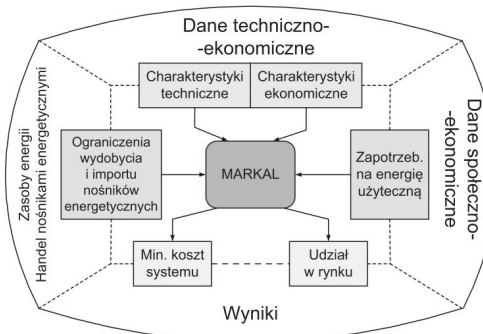 Dane techniczno-
-ekonomiczne
Charakterystyki
techniczne
Charakterystyki
ekonomiczne
Zasoby energii
Handel nośnikami energetycznymi
Ograniczenia
wydobycia
i importu
nośników
energetycznych
MARKAL
Zapotrzeb.
na energię
użyteczną
Dane społeczno-
-ekonomiczne
Min. koszt
systemu
Udział
w rynku
Wyniki